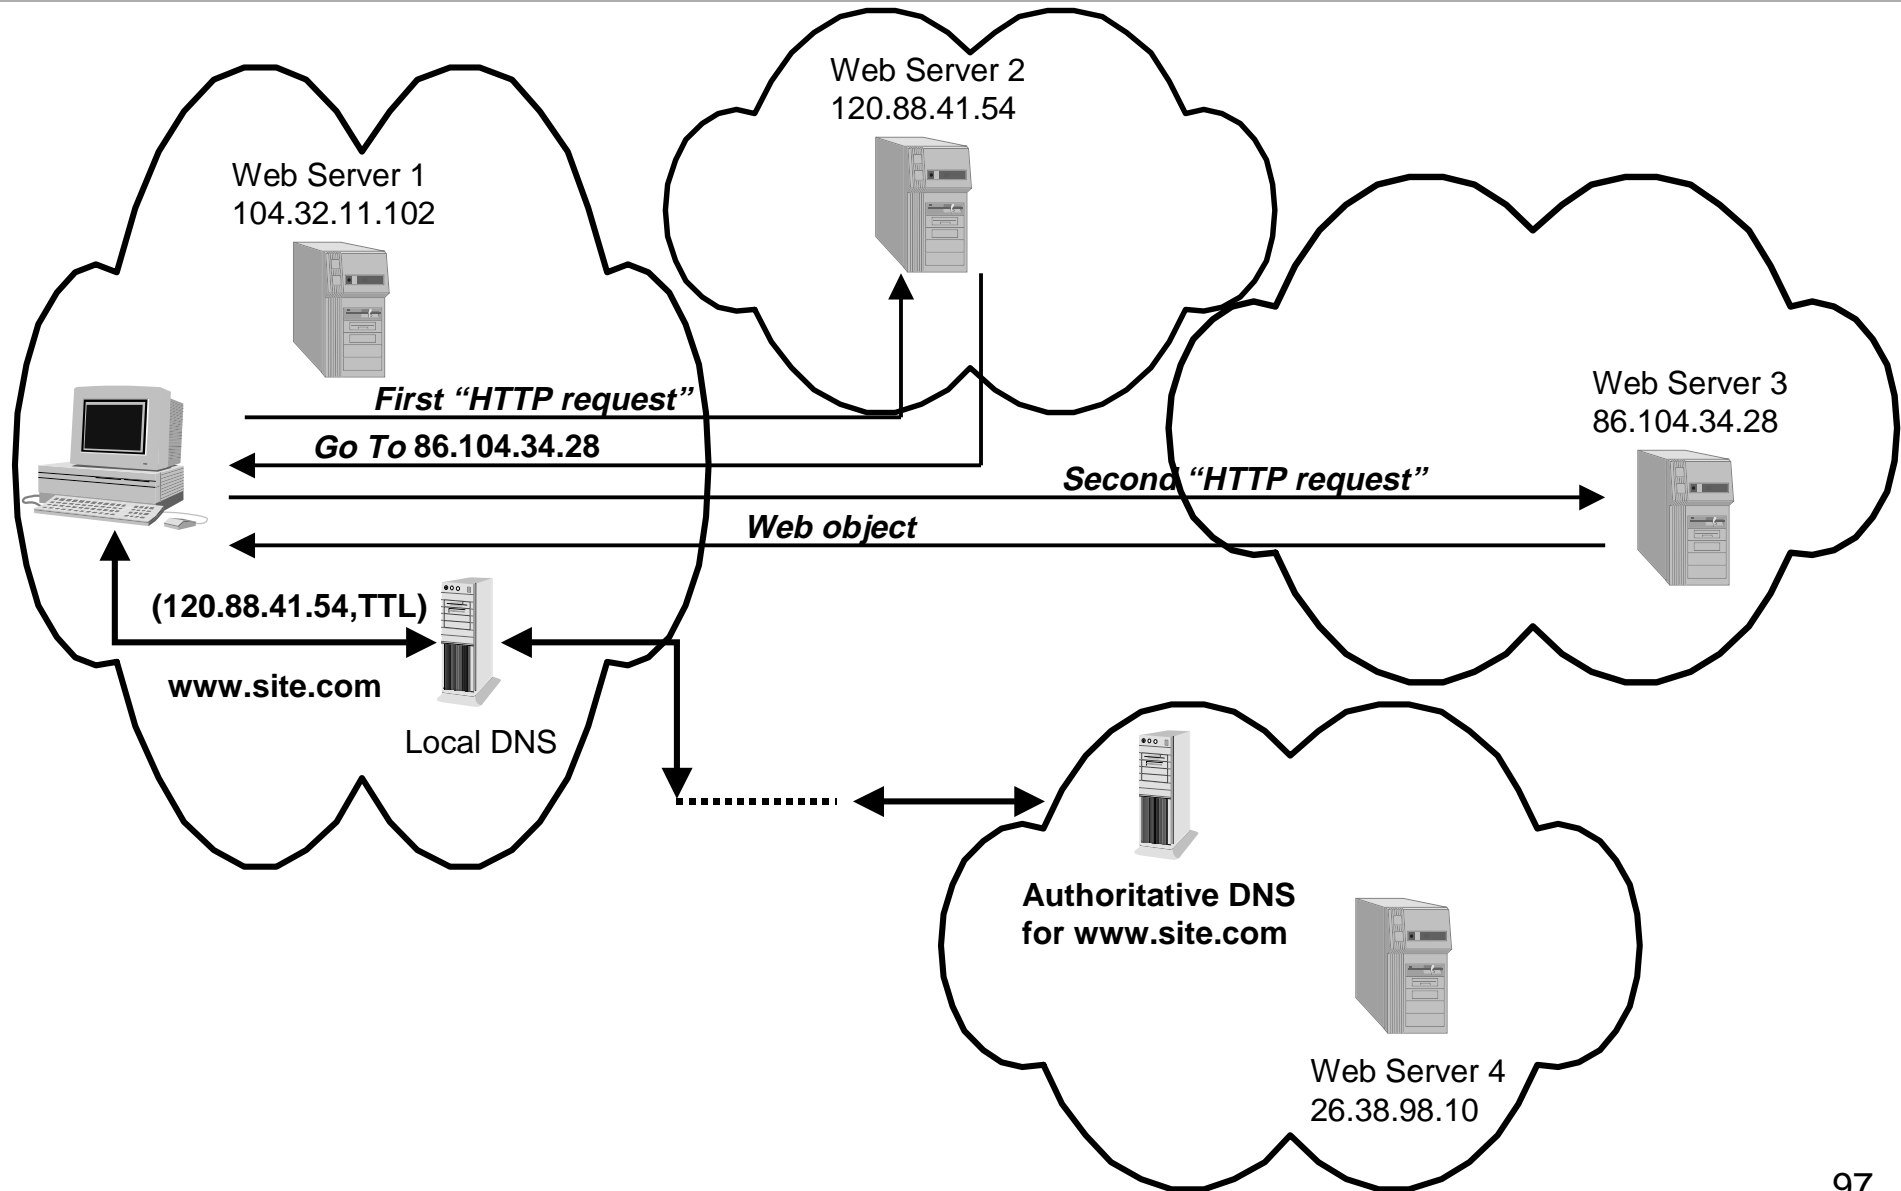 Web Server 2
120.88.41.54
Web Server 1
104.32.11.102
Web Server 3
86.104.34.28
First “HTTP request”
Go To 86.104.34.28
Second “HTTP request”
Web object
(120.88.41.54,TTL)
www.site.com
Local DNS
Authoritative DNS
for www.site.com
Web Server 4
26.38.98.10
97